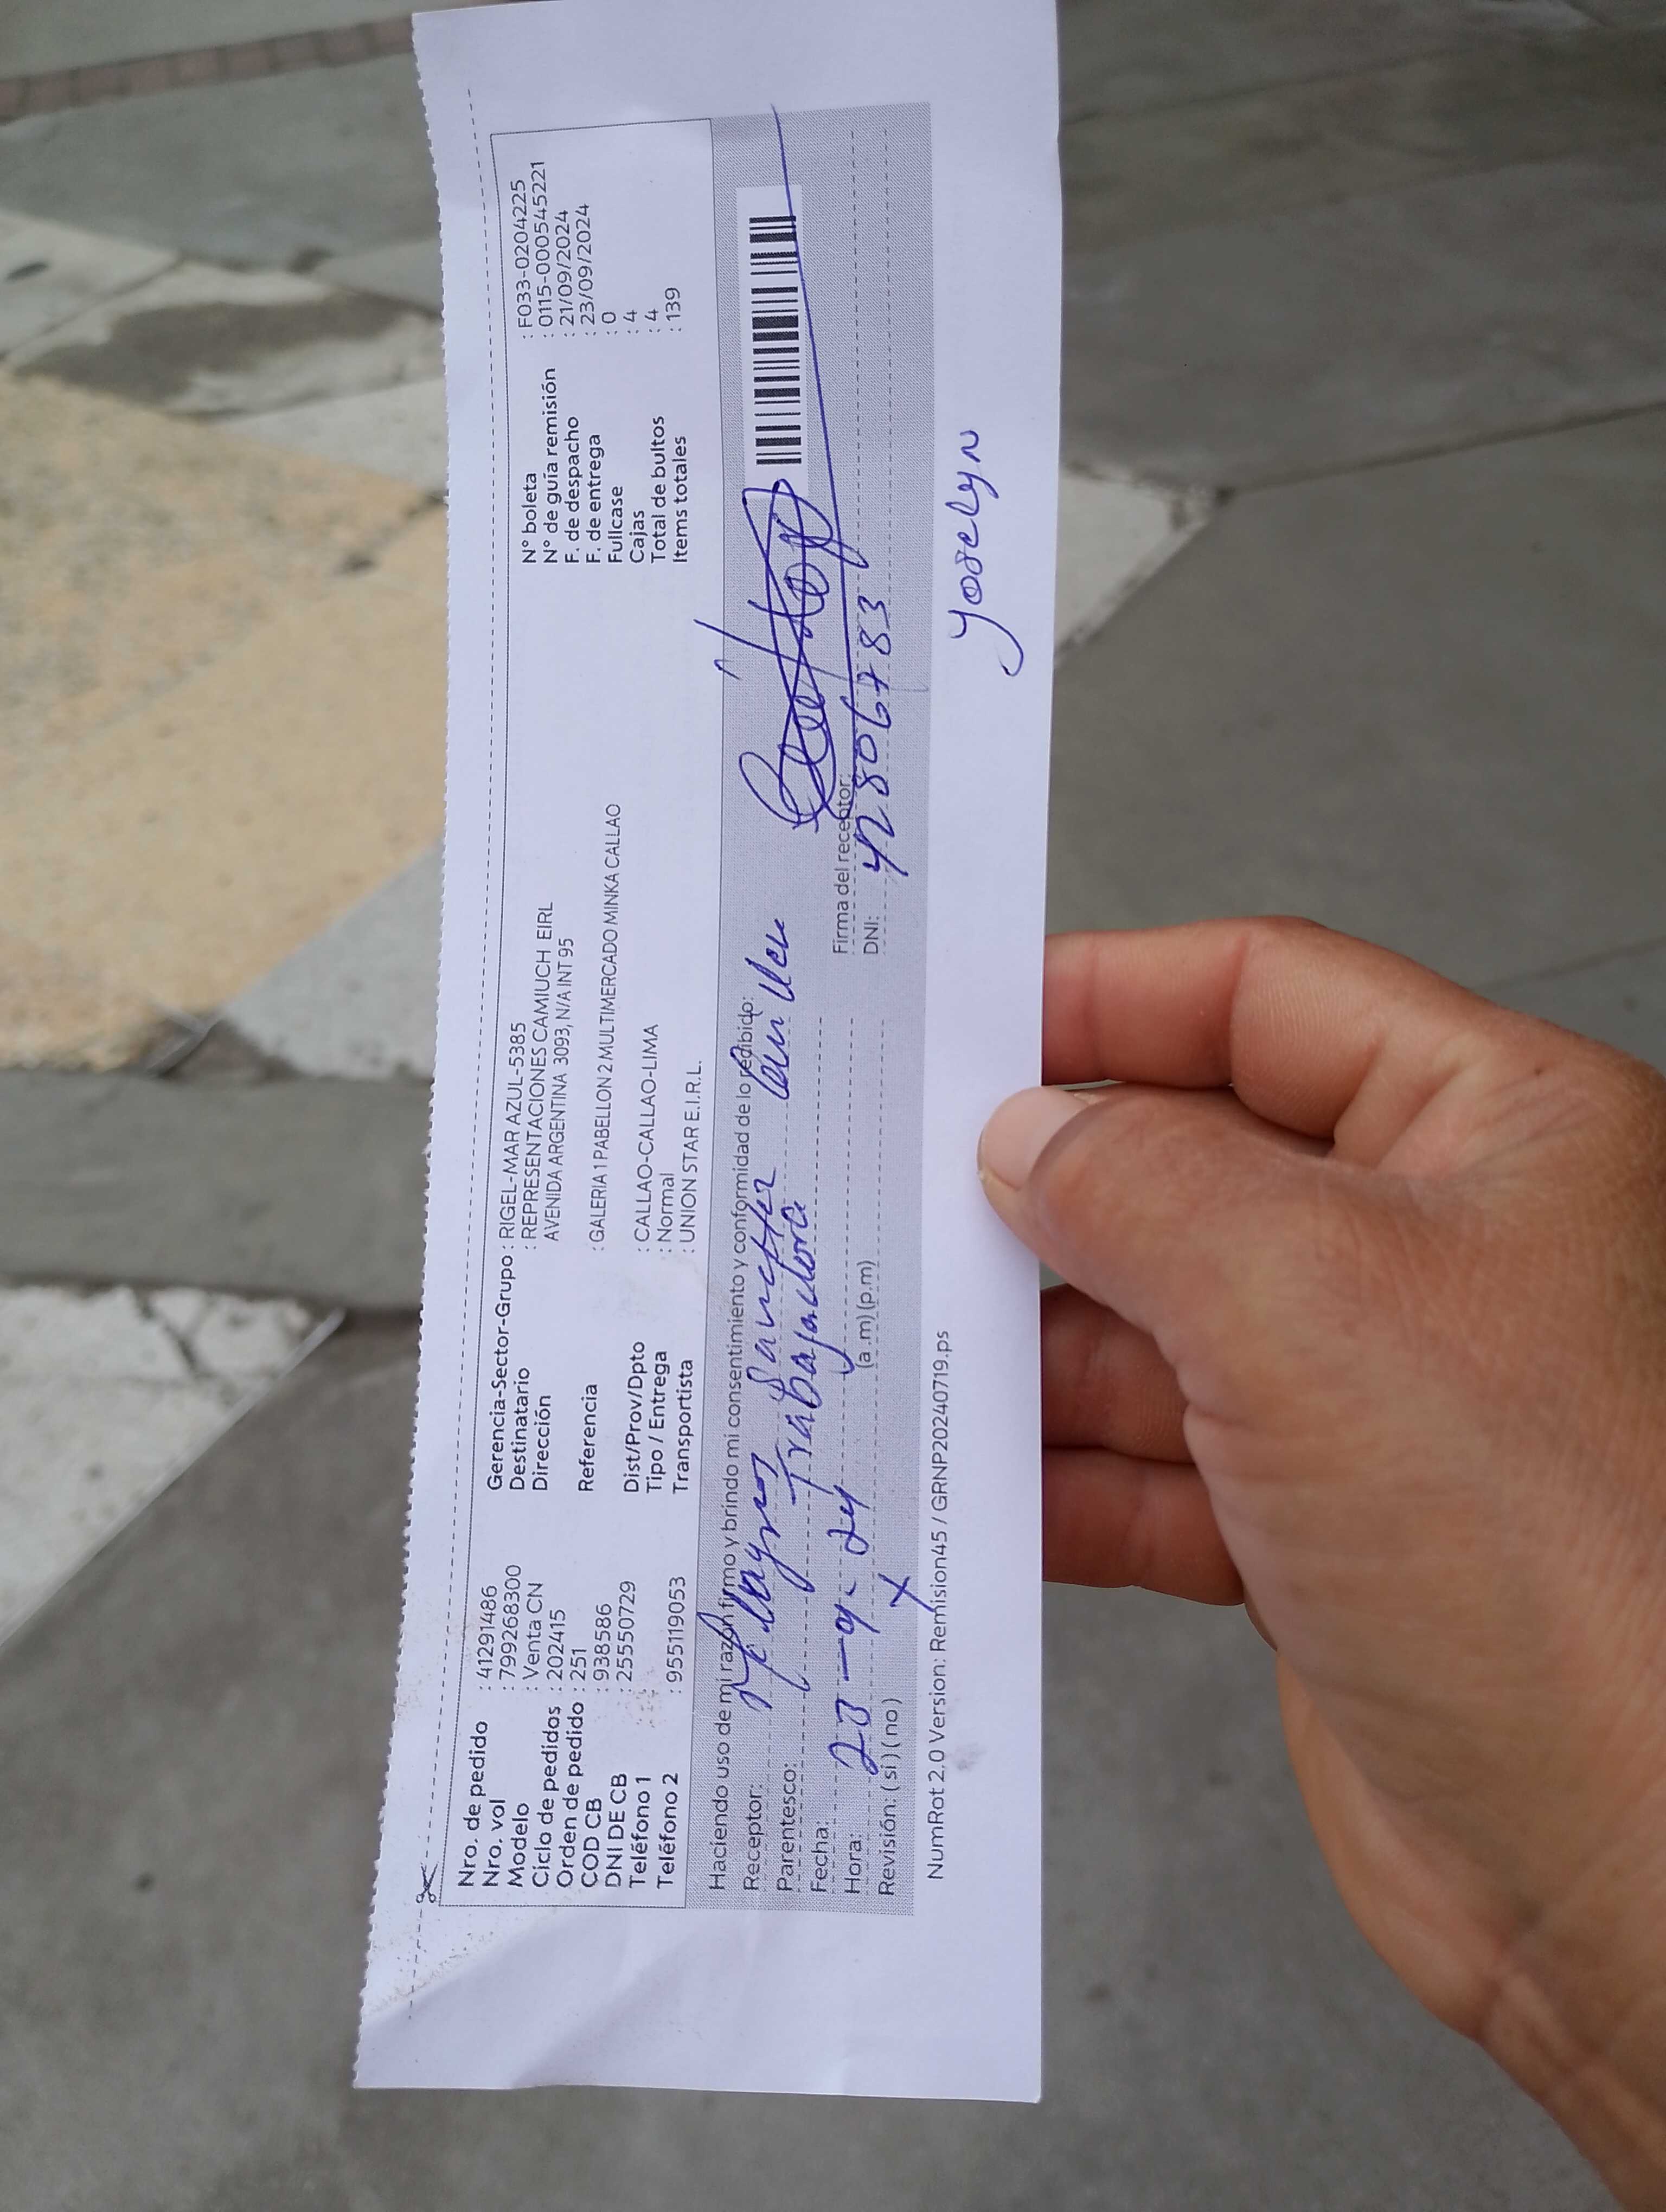 Nro. de pedido : 41291486
Nro. vol : 799268300
Modelo : Venta CN
Ciclo de pedidos : 202415
Orden de pedido : 251
COD CB : 938586
DNI DE CB : 25550729
Teléfono 1 :
Teléfono 2 : 955119053
Gerencia-Sector-Grupo : RIGEL-MAR AZUL-5385
Destinatario : REPRESENTACIONES CAMIUCH EIRL
Dirección AVENIDA ARGENTINA 3093, N/A INT 95
Referencia : GALERIA 1 PABELLON 2 MULTIMERCADO MINKA CALLAO
Dist/Prov/Dpto : CALLAO-CALLAO-LIMA
Tipo / Entrega : Normal
Transportista : UNION STAR E.I.R.L.
N° boleta : F033-0204225
N° de guía remisión : 0115-000545221
F. de despacho : 21/09/2024
F. de entrega : 23/09/2024
Fullcase : 0
Cajas : 4
Total de bultos : 4
Items totales : 139
Haciendo uso de mi razón firmo y brindo mi consentimiento y conformidad de lo recibido:
Receptor: Milagros
Parentesco: Trabajadora
Fecha: 23-9-24
Hora: (a.m) (p.m)
Revisión: (si) (no) X
Firma del receptor:
DNI: 42806783
NumRot 2.0 Version: Remision45 / GRNP20240719.ps
Yoselyn